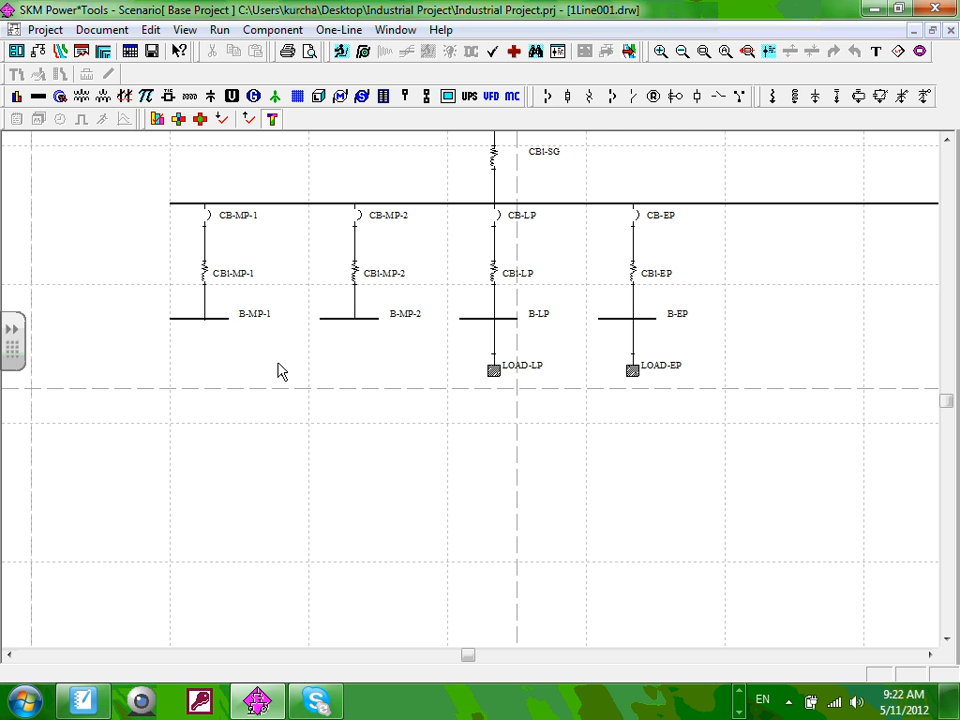 SKM Power*Tools - Scenario[ Base Project ] C:\Users\kurcha\Desktop\Industrial Project\Industrial Project.prj - [1Line001.drw]
Project Document Edit View Run Component One-Line Window Help
UPS VFD MC
CBl-SG
CB-MP-1 CB-MP-2 CB-LP CB-EP
CBl-MP-1 CBl-MP-2 CBl-LP CBl-EP
B-MP-1 B-MP-2 B-LP B-EP
LOAD-LP LOAD-EP
EN
9:22 AM
5/11/2012